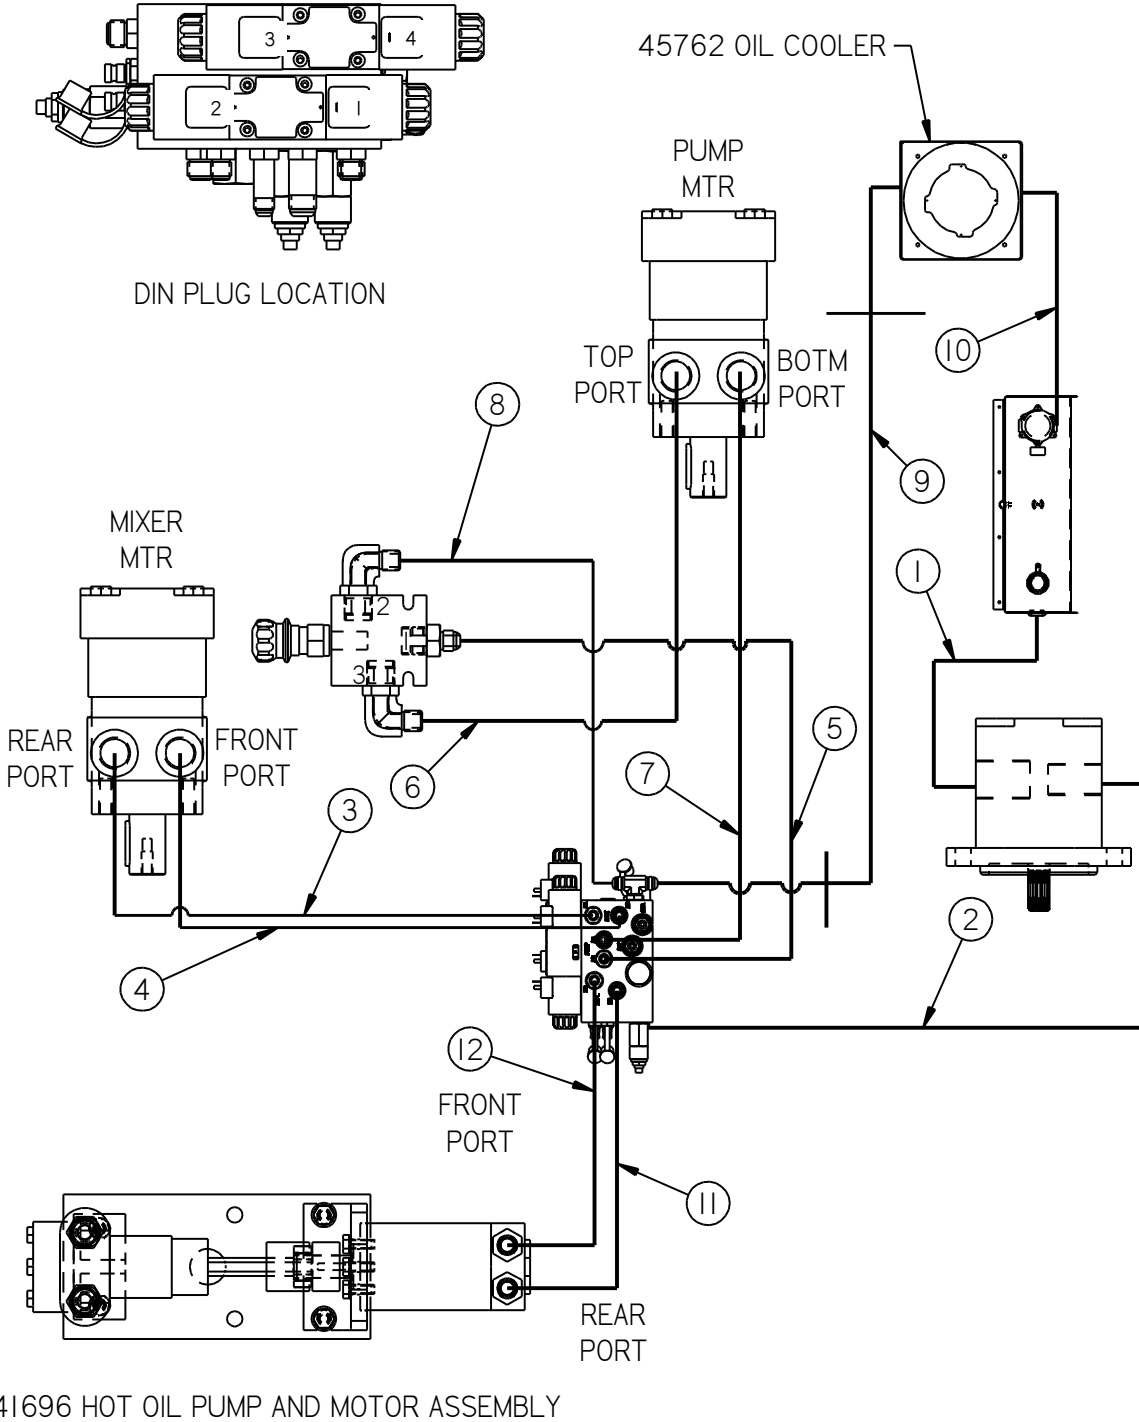 3
4
2
1
DIN PLUG LOCATION
45762 OIL COOLER
PUMP
MTR
TOP
PORT
BOTM
PORT
10
8
9
MIXER
MTR
1
2
3
REAR
PORT
FRONT
PORT
5
7
6
3
2
4
12
FRONT
PORT
11
REAR
PORT
41696 HOT OIL PUMP AND MOTOR ASSEMBLY